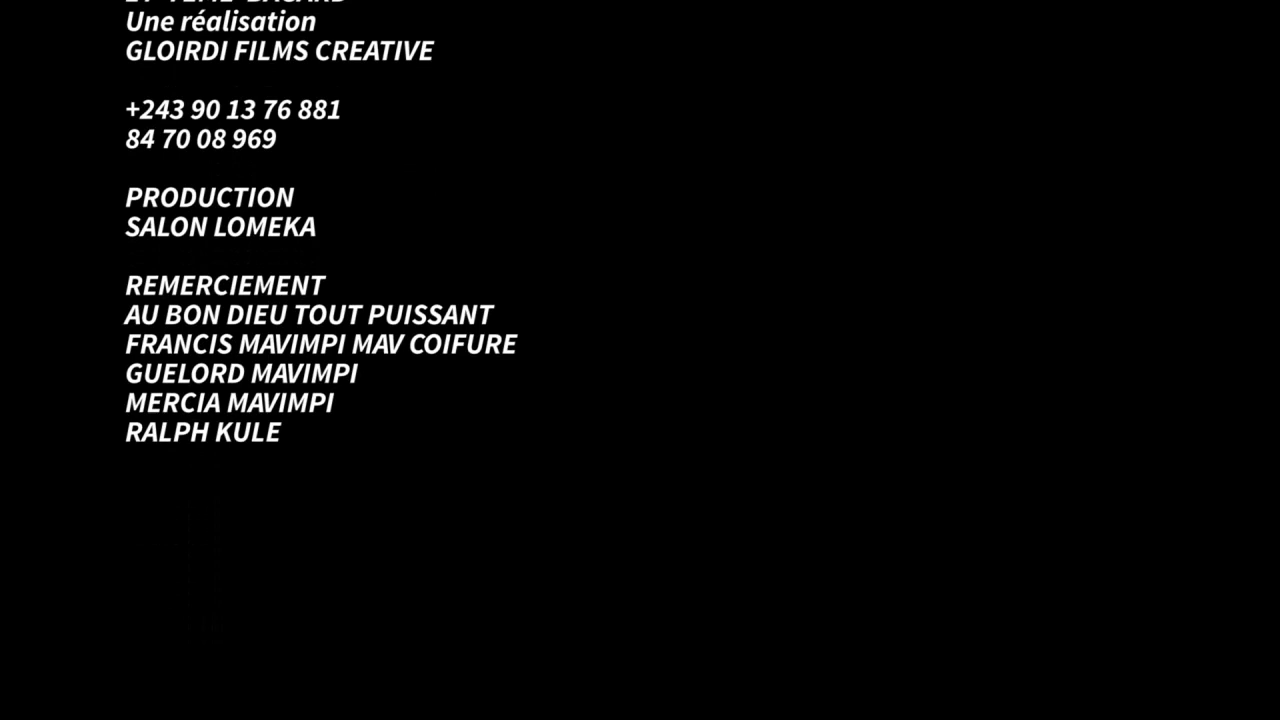 Une réalisation
GLOIRDI FILMS CREATIVE
+243 90 13 76 881
84 70 08 969
PRODUCTION
SALON LOMEKA
REMERCIEMENT
AU BON DIEU TOUT PUISSANT
FRANCIS MAVIMPI MAV COIFURE
GUELORD MAVIMPI
MERCIA MAVIMPI
RALPH KULE